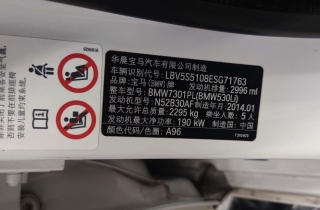 华晨宝马汽车有限公司制造
车辆识别代号 LBV5S5108ESG71763
品牌:宝马(BMW) 发动机排量: 2996 ml
整车型号:BMW7301PL(BMW530Li)
发动机型号: N52B30AF 制造年月 2014.01
最大允许总质量: 2295 kg 乘坐人数: 5 人
发动机最大净功率: 190 kW 制造国: 中国
颜色代码/色漆: A96